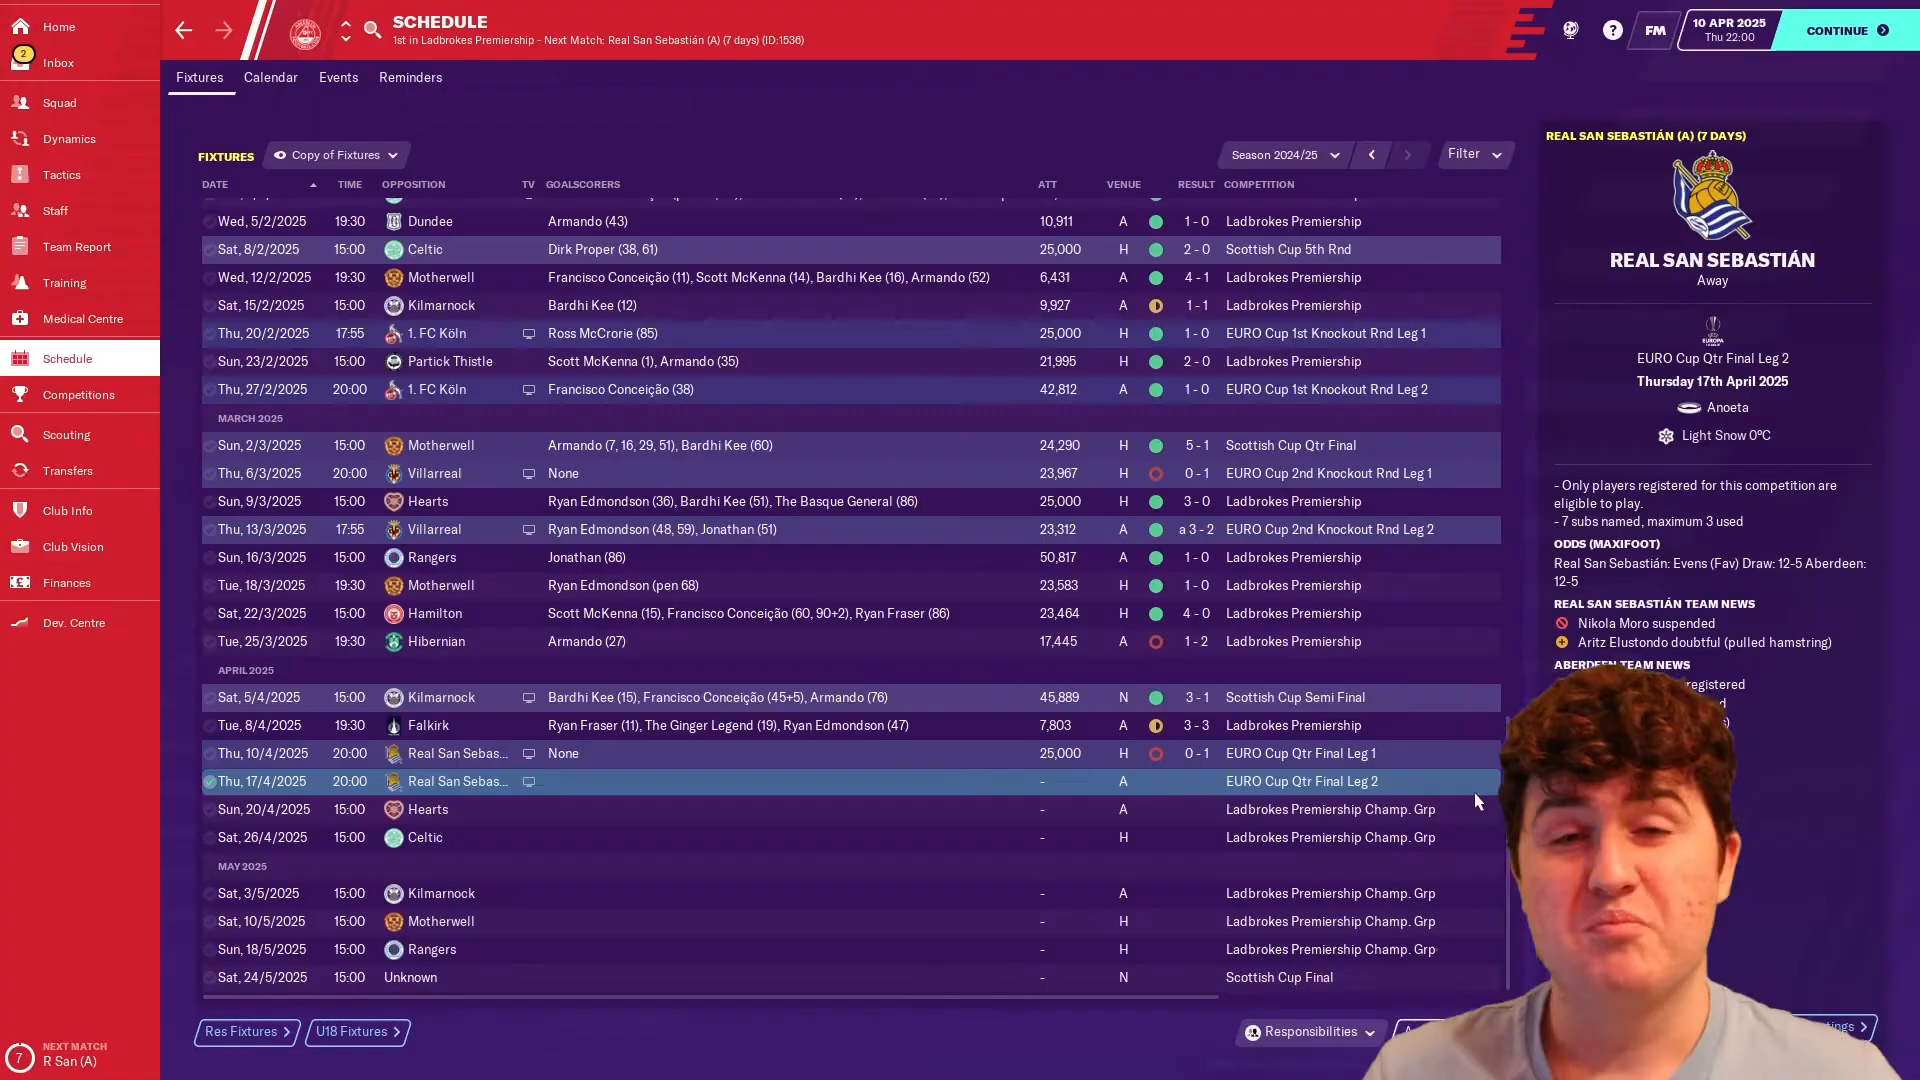 Home
2
Inbox
Squad
Dynamics
Tactics
Staff
Team Report
Training
Medical Centre
Schedule
Competitions
Scouting
Transfers
Club Info
Club Vision
Finances
Dev. Centre
NEXT MATCH
7
R San (A)
SCHEDULE
1st in Ladbrokes Premiership - Next Match: Real San Sebastián (A) (7 days) (ID:1536)
? FM
10 APR 2025
Thu 22:00
CONTINUE
Fixtures Calendar Events Reminders
FIXTURES Copy of Fixtures Season 2024/25 Filter
DATE TIME OPPOSITION TV GOALSCORERS ATT VENUE RESULT COMPETITION
Wed, 5/2/2025 19:30 Dundee Armando (43) 10,911 A 1 - 0 Ladbrokes Premiership
Sat, 8/2/2025 15:00 Celtic Dirk Proper (38, 61) 25,000 H 2 - 0 Scottish Cup 5th Rnd
Wed, 12/2/2025 19:30 Motherwell Francisco Conceição (11), Scott McKenna (14), Bardhi Kee (16), Armando (52) 6,431 A 4 - 1 Ladbrokes Premiership
Sat, 15/2/2025 15:00 Kilmarnock Bardhi Kee (12) 9,927 A 1 - 1 Ladbrokes Premiership
Thu, 20/2/2025 17:55 1. FC Köln Ross McCrorie (85) 25,000 H 1 - 0 EURO Cup 1st Knockout Rnd Leg 1
Sun, 23/2/2025 15:00 Partick Thistle Scott McKenna (1), Armando (35) 21,995 H 2 - 0 Ladbrokes Premiership
Thu, 27/2/2025 20:00 1. FC Köln Francisco Conceição (38) 42,812 A 1 - 0 EURO Cup 1st Knockout Rnd Leg 2
MARCH 2025
Sun, 2/3/2025 15:00 Motherwell Armando (7, 16, 29, 51), Bardhi Kee (60) 24,290 H 5 - 1 Scottish Cup Qtr Final
Thu, 6/3/2025 20:00 Villarreal None 23,967 H 0 - 1 EURO Cup 2nd Knockout Rnd Leg 1
Sun, 9/3/2025 15:00 Hearts Ryan Edmondson (36), Bardhi Kee (51), The Basque General (86) 25,000 H 3 - 0 Ladbrokes Premiership
Thu, 13/3/2025 17:55 Villarreal Ryan Edmondson (48, 59), Jonathan (51) 23,312 A a 3 - 2 EURO Cup 2nd Knockout Rnd Leg 2
Sun, 16/3/2025 15:00 Rangers Jonathan (86) 50,817 A 1 - 0 Ladbrokes Premiership
Tue, 18/3/2025 19:30 Motherwell Ryan Edmondson (pen 68) 23,583 H 1 - 0 Ladbrokes Premiership
Sat, 22/3/2025 15:00 Hamilton Scott McKenna (15), Francisco Conceição (60, 90+2), Ryan Fraser (86) 23,464 H 4 - 0 Ladbrokes Premiership
Tue, 25/3/2025 19:30 Hibernian Armando (27) 17,445 A 1 - 2 Ladbrokes Premiership
APRIL 2025
Sat, 5/4/2025 15:00 Kilmarnock Bardhi Kee (15), Francisco Conceição (45+5), Armando (76) 45,889 N 3 - 1 Scottish Cup Semi Final
Tue, 8/4/2025 19:30 Falkirk Ryan Fraser (11), The Ginger Legend (19), Ryan Edmondson (47) 7,803 A 3 - 3 Ladbrokes Premiership
Thu, 10/4/2025 20:00 Real San Sebas... None 25,000 H 0 - 1 EURO Cup Qtr Final Leg 1
Thu, 17/4/2025 20:00 Real San Sebas... - A EURO Cup Qtr Final Leg 2
Sun, 20/4/2025 15:00 Hearts - A Ladbrokes Premiership Champ. Grp
Sat, 26/4/2025 15:00 Celtic - H Ladbrokes Premiership Champ. Grp
MAY 2025
Sat, 3/5/2025 15:00 Kilmarnock - A Ladbrokes Premiership Champ. Grp
Sat, 10/5/2025 15:00 Motherwell - H Ladbrokes Premiership Champ. Grp
Sun, 18/5/2025 15:00 Rangers - H Ladbrokes Premiership Champ. Grp
Sat, 24/5/2025 15:00 Unknown - N Scottish Cup Final
Res Fixtures U18 Fixtures Responsibilities
REAL SAN SEBASTIÁN (A) (7 DAYS)
REAL SAN SEBASTIÁN
Away
EUROPA
EURO Cup Qtr Final Leg 2
Thursday 17th April 2025
Anoeta
Light Snow 0°C
- Only players registered for this competition are
eligible to play.
- 7 subs named, maximum 3 used
ODDS (MAXIFOOT)
Real San Sebastián: Evens (Fav) Draw: 12-5 Aberdeen:
12-5
REAL SAN SEBASTIÁN TEAM NEWS
Nikola Moro suspended
Aritz Elustondo doubtful (pulled hamstring)
ABERDEEN TEAM NEWS
registered